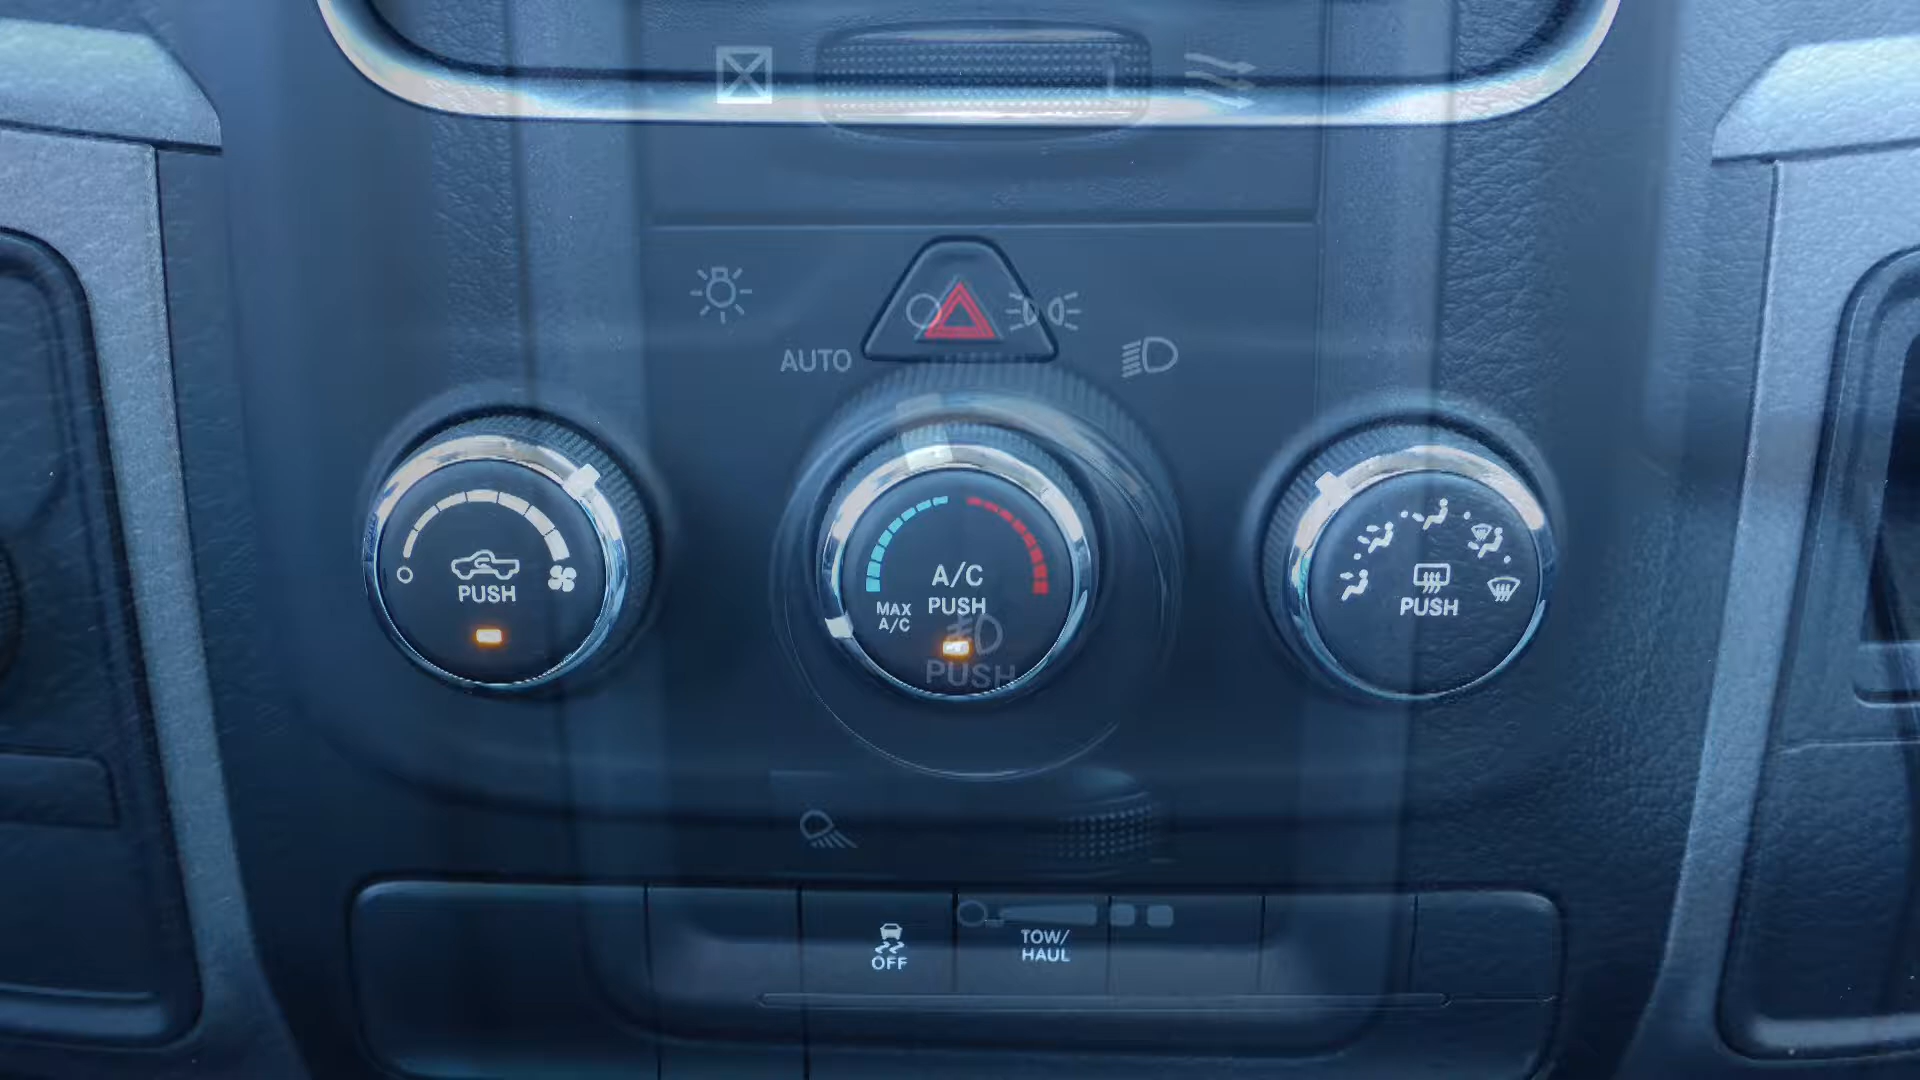 AUTO
PUSH
A/C
PUSH
MAX
A/C
PUSH
PUSH
OFF
TOW/
HAUL